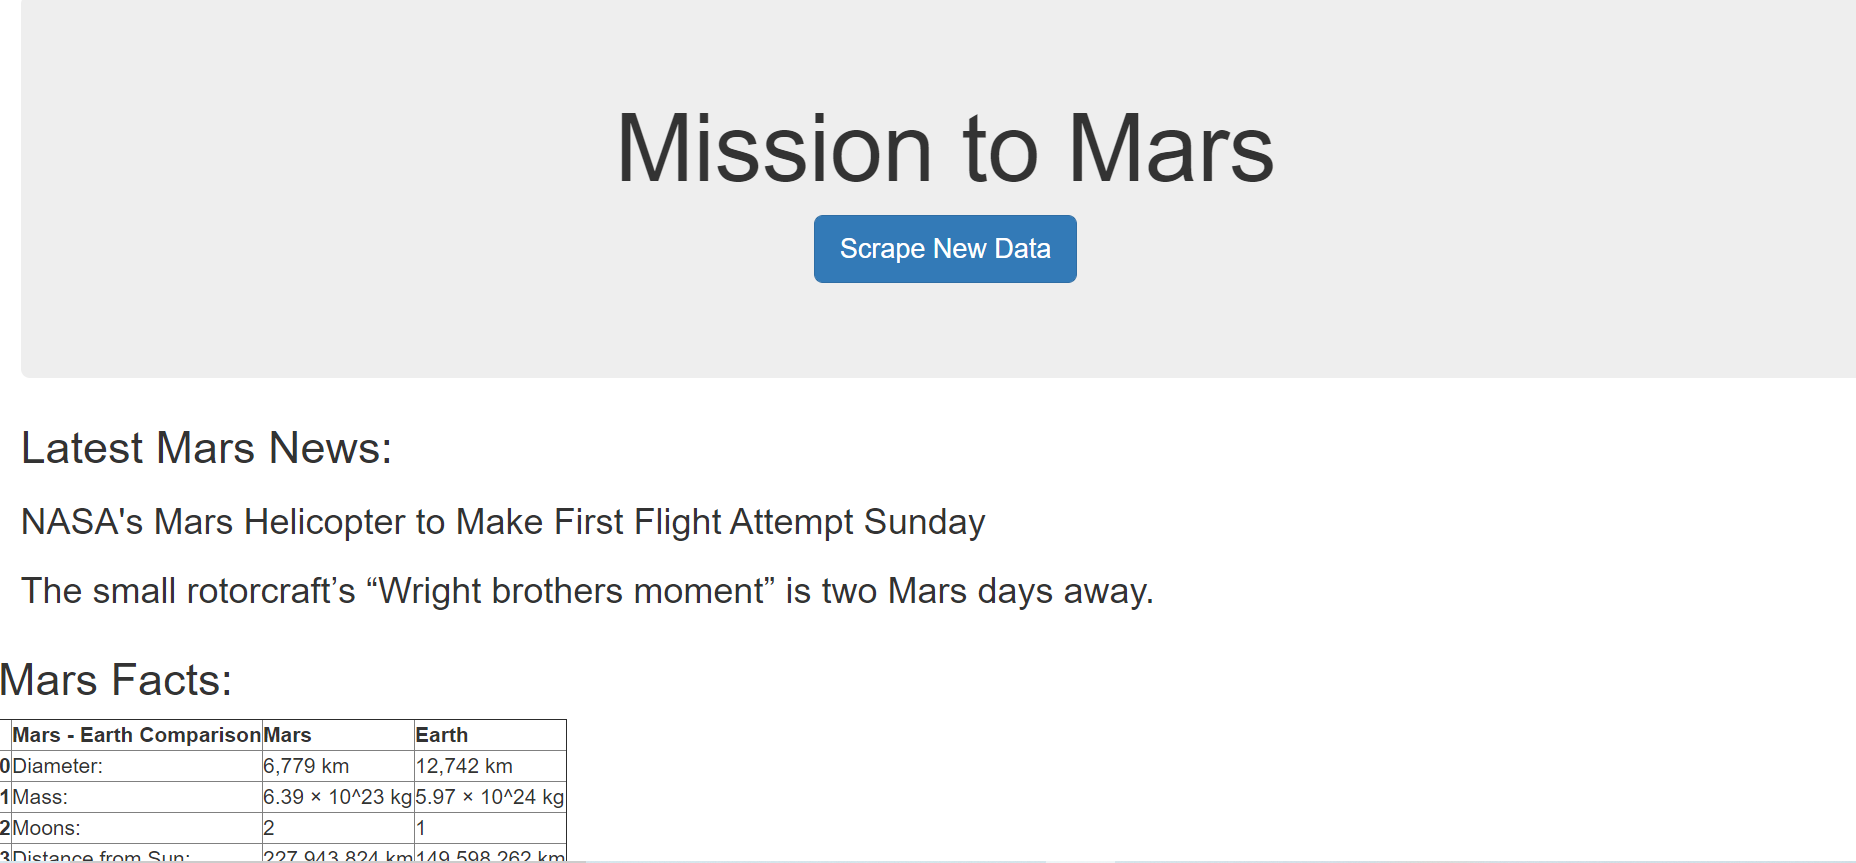 Mission to Mars
Scrape New Data
Latest Mars News:
NASA's Mars Helicopter to Make First Flight Attempt Sunday
The small rotorcraft’s “Wright brothers moment” is two Mars days away.
Mars Facts:
Mars - Earth Comparison Mars Earth
0 Diameter: 6,779 km 12,742 km
1 Mass: 6.39 × 10^23 kg 5.97 × 10^24 kg
2 Moons: 2 1
3 Distance from Sun: 227,943,824 km 149,598,262 km